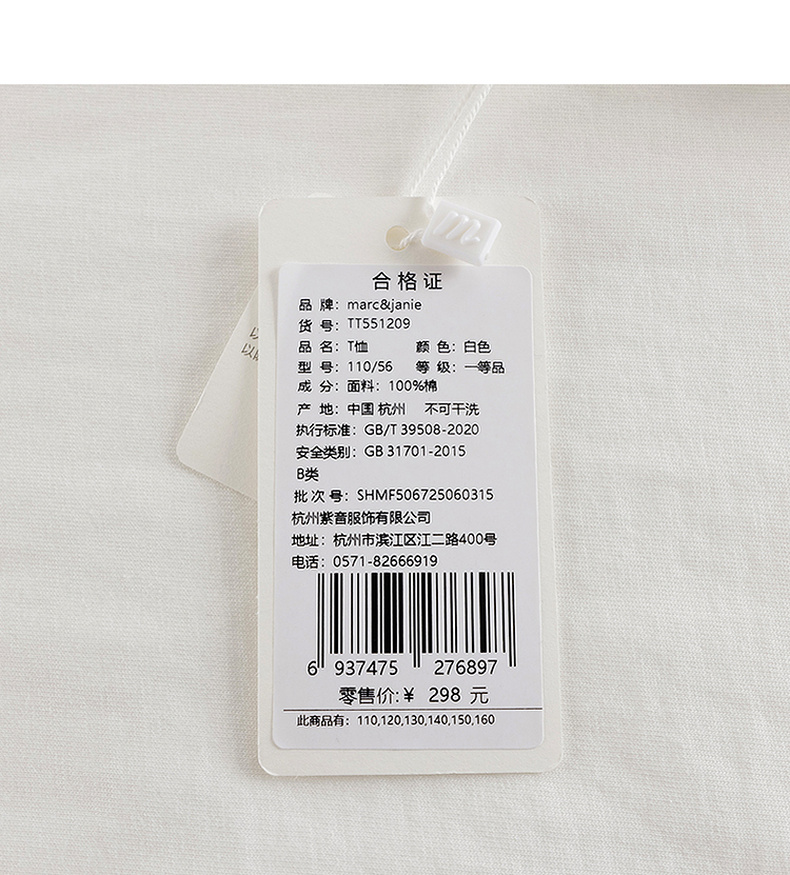 m
合格证
品 牌：marc&janie
货 号：TT551209
品 名：T恤 颜 色：白色
型 号：110/56 等 级：一等品
成 分：面料：100%棉
产 地：中国 杭州 不可干洗
执行标准：GB/T 39508-2020
安全类别：GB 31701-2015
B类
批 次 号：SHMF506725060315
杭州紫音服饰有限公司
地址：杭州市滨江区江二路400号
电话：0571-82666919
6 937475 276897
零售价:¥ 298 元
此商品有：110,120,130,140,150,160